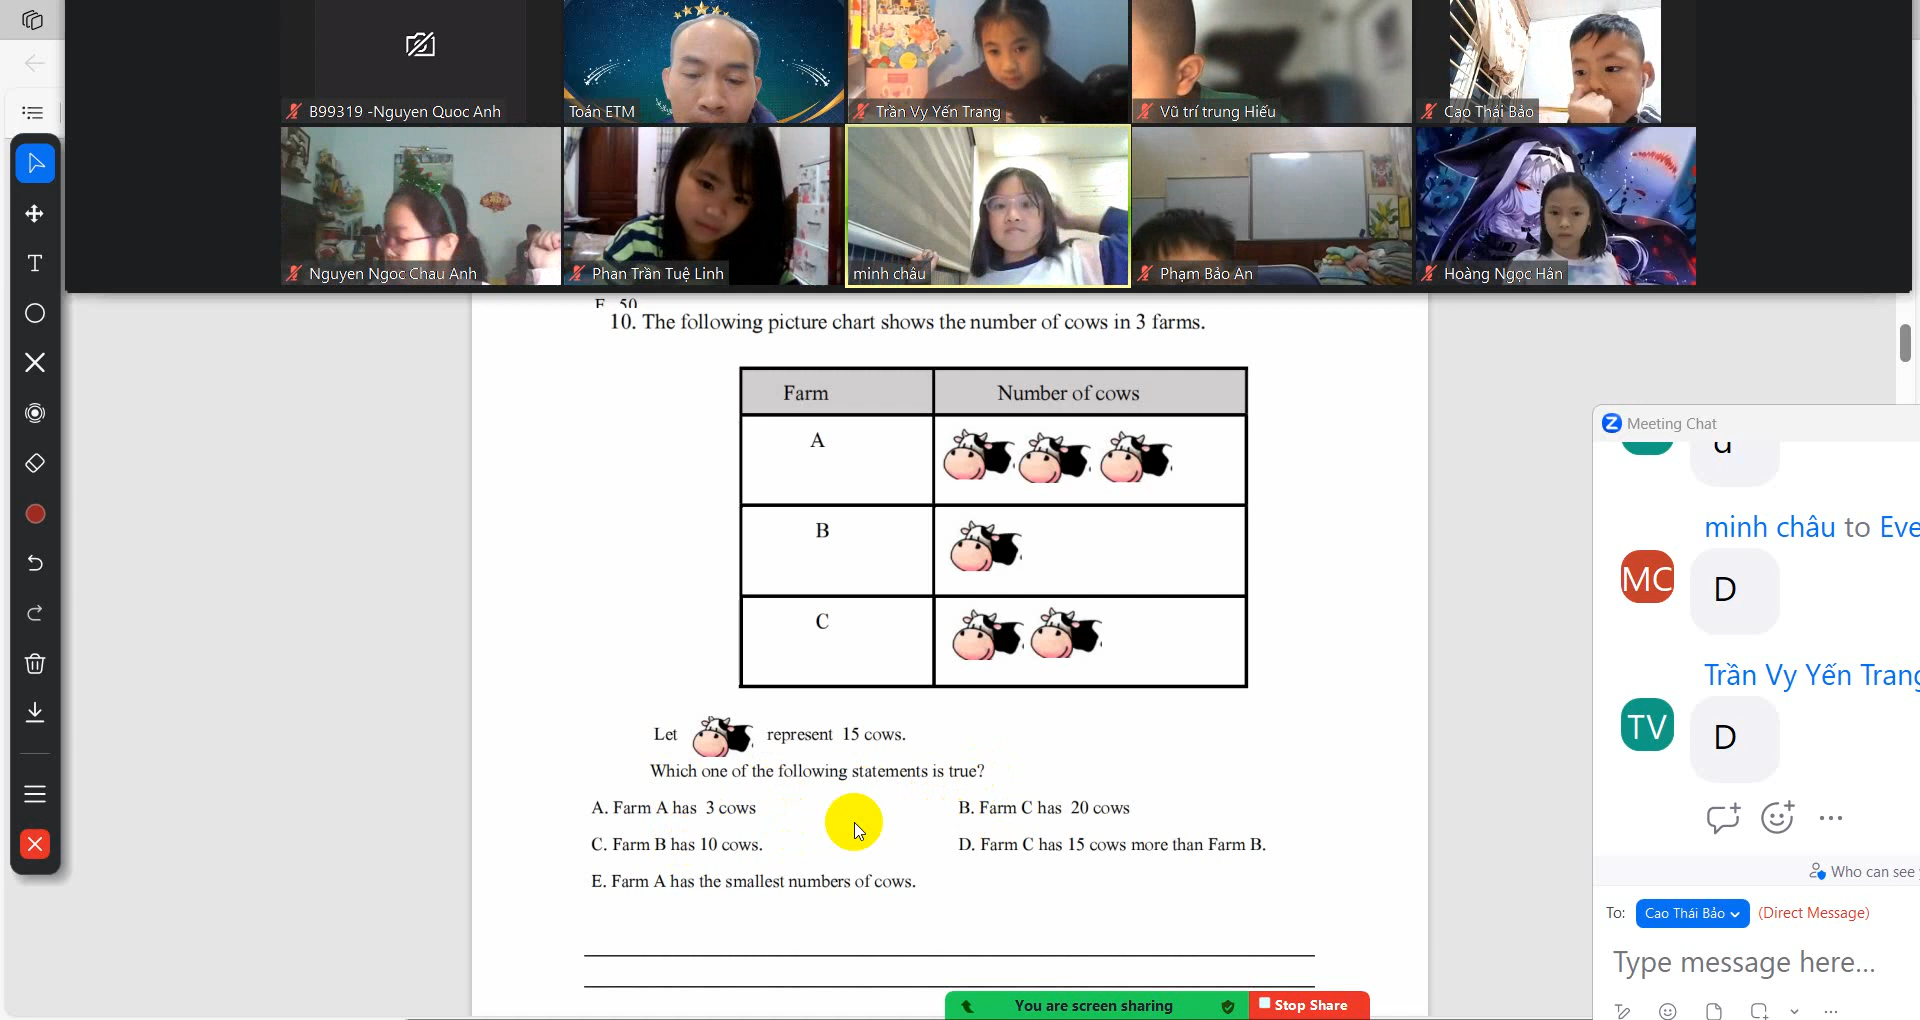 B99319 -Nguyen Quoc Anh
Toán ETM
Trần Vy Yến Trang
Vũ trí trung Hiếu
Cao Thái Bảo
Nguyen Ngoc Chau Anh
Phan Trần Tuệ Linh
minh châu
Phạm Bảo An
Hoàng Ngọc Hân
E. 50
10. The following picture chart shows the number of cows in 3 farms.
Farm Number of cows
A
B
C
Let represent 15 cows.
Which one of the following statements is true?
A. Farm A has 3 cows B. Farm C has 20 cows
C. Farm B has 10 cows. D. Farm C has 15 cows more than Farm B.
E. Farm A has the smallest numbers of cows.
You are screen sharing Stop Share
Meeting Chat
minh châu to Eve
MC D
Trần Vy Yến Trang
TV D
Who can see
To: Cao Thái Bảo (Direct Message)
Type message here...